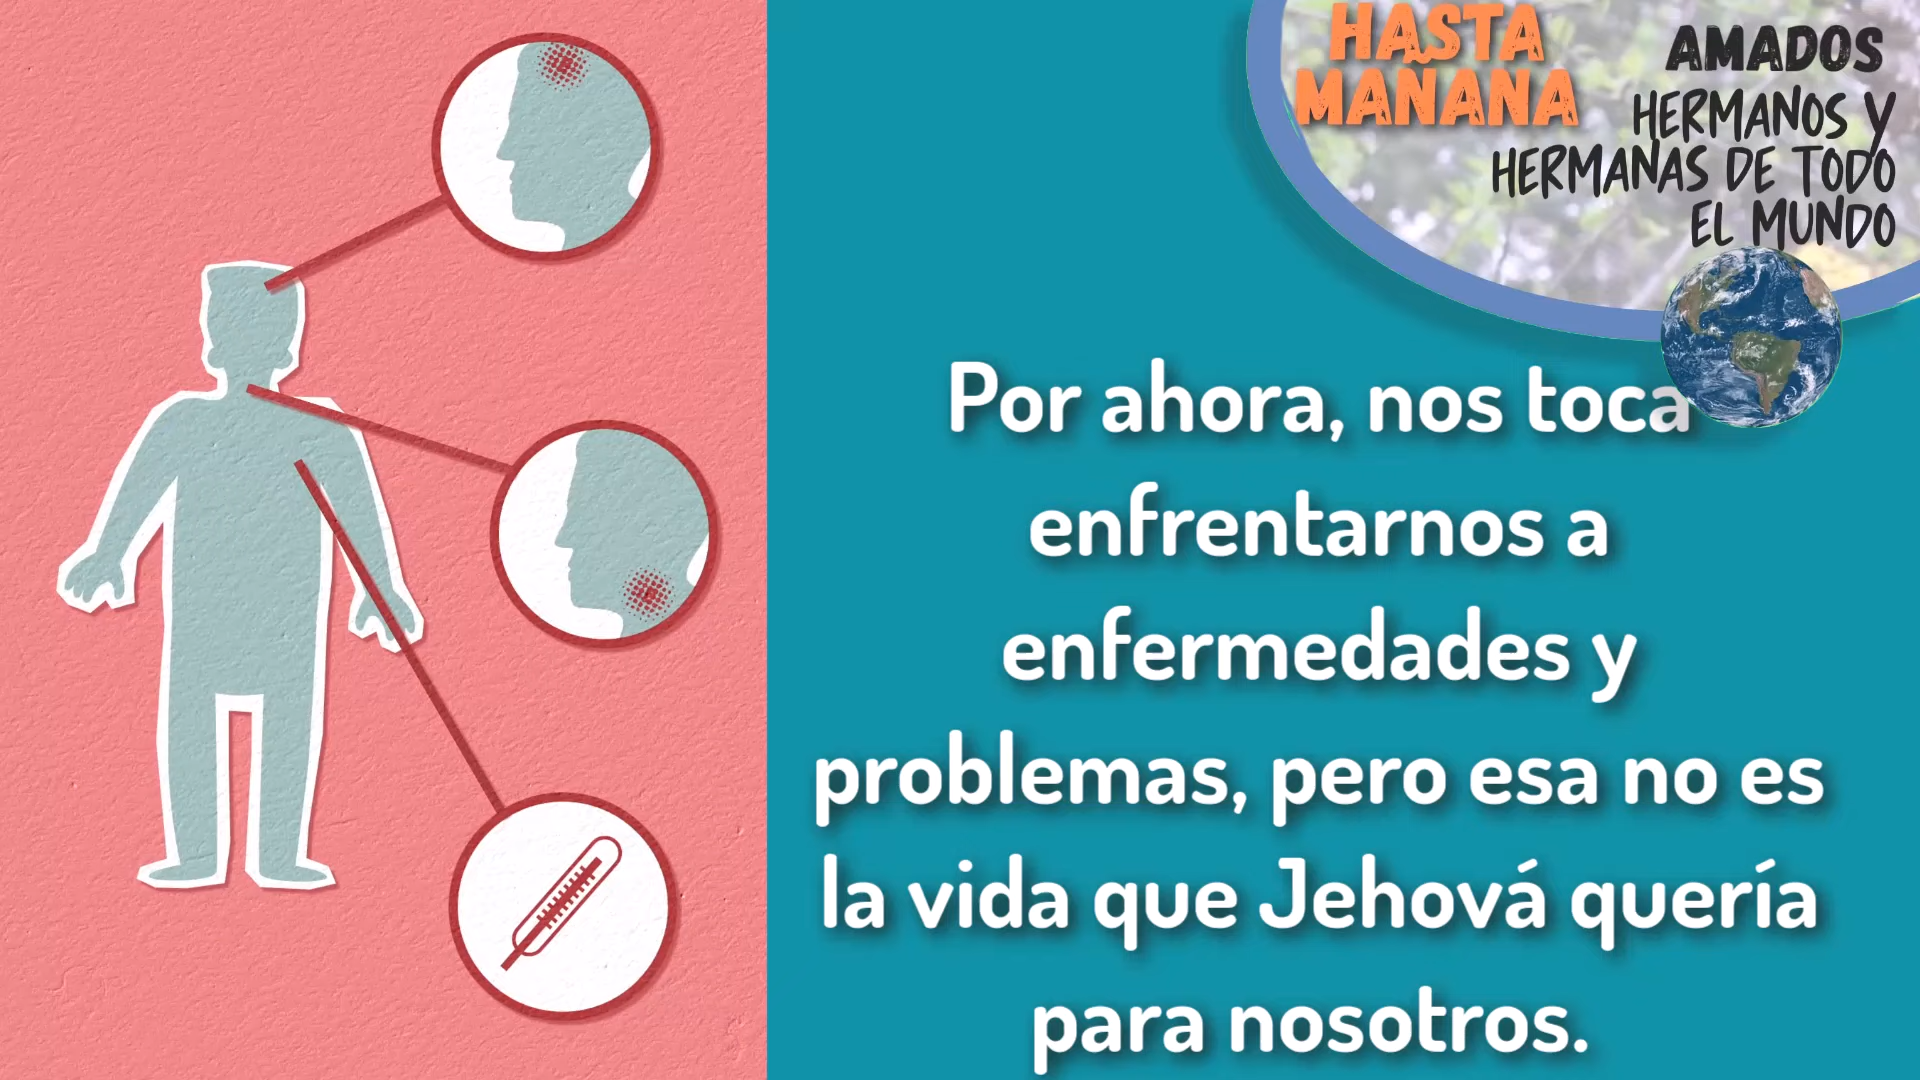 HASTA
MAÑANA
AMADOS
HERMANOS Y
HERMANAS DE TODO
EL MUNDO
Por ahora, nos toca
enfrentarnos a
enfermedades y
problemas, pero esa no es
la vida que Jehová quería
para nosotros.